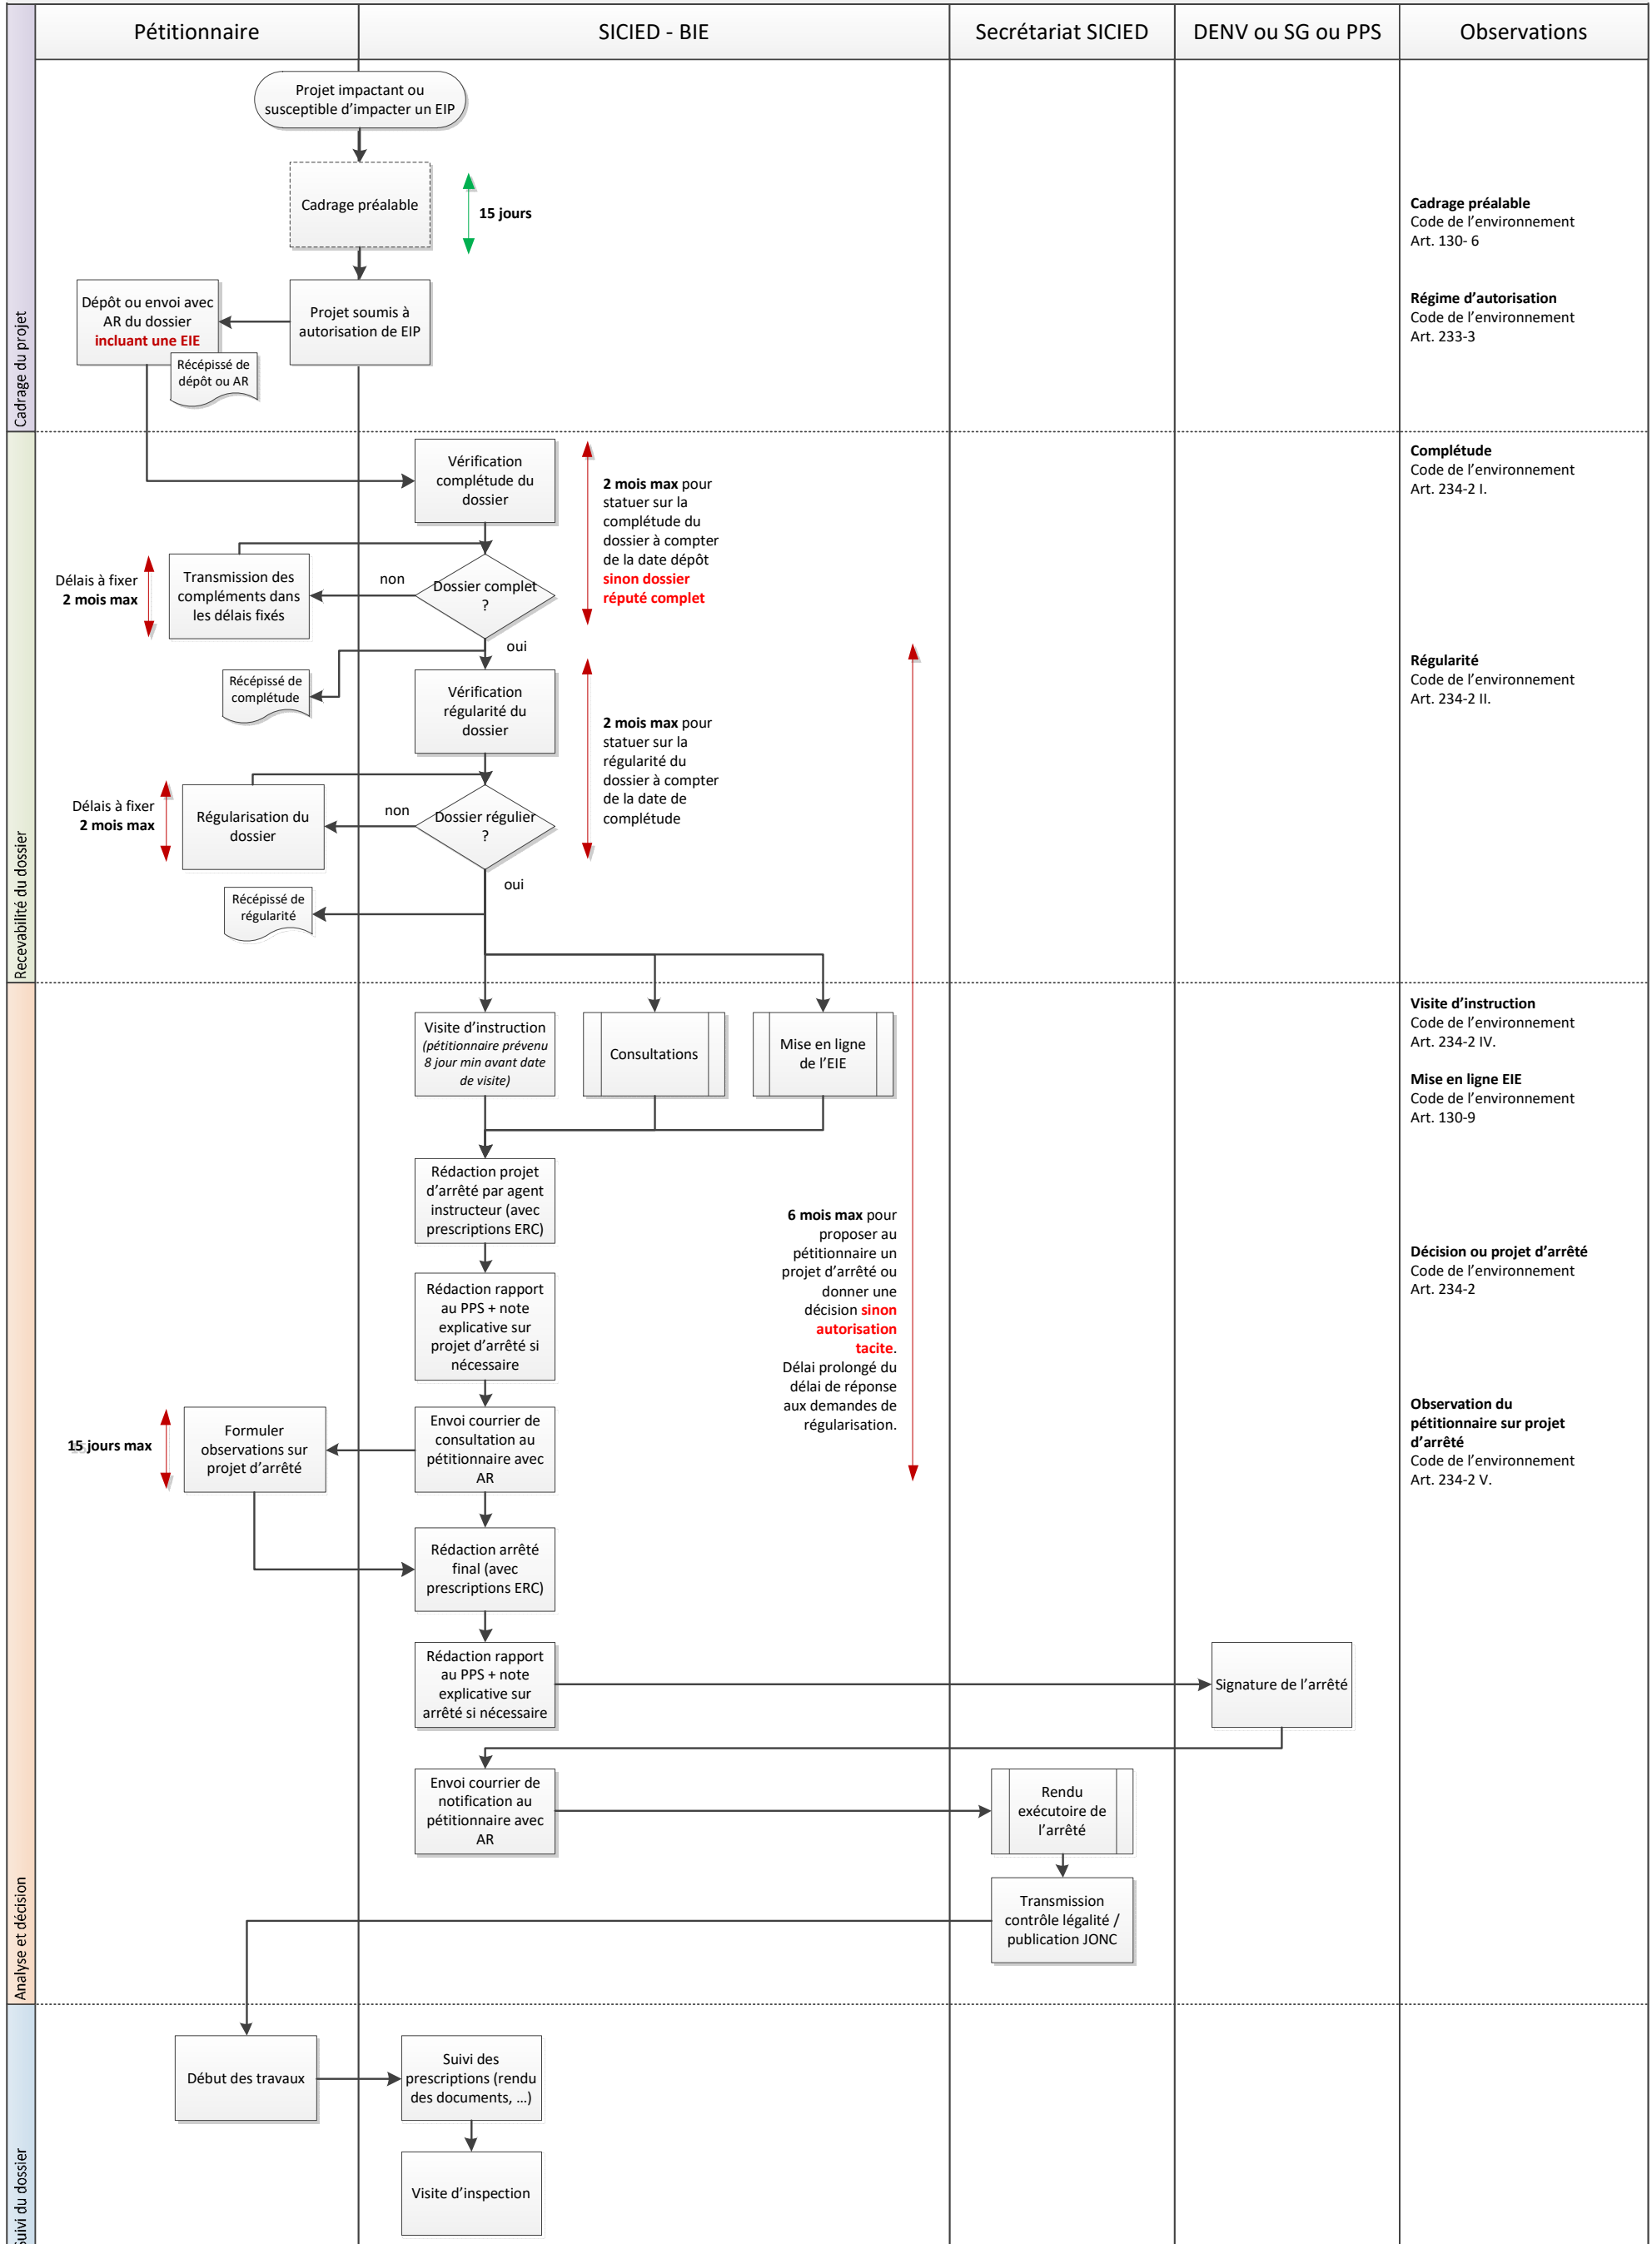 Pétitionnaire
SICIED - BIE
Secrétariat SICIED
DENV ou SG ou PPS
Observations
Cadrage du projet
Projet impactant ou
susceptible d'impacter un EIP
Cadrage préalable
15 jours
Cadrage préalable
Code de l'environnement
Art. 130- 6
Dépôt ou envoi avec
AR du dossier
incluant une EIE
Récépissé de
dépôt ou AR
Projet soumis à
autorisation de EIP
Régime d'autorisation
Code de l'environnement
Art. 233-3
Recevabilité du dossier
Vérification
complétude du
dossier
2 mois max pour
statuer sur la
complétude du
dossier à compter
de la date dépôt
sinon dossier
réputé complet
Complétude
Code de l'environnement
Art. 234-2 I.
Délais à fixer
2 mois max
Transmission des
compléments dans
les délais fixés
non
Dossier complet
?
oui
Récépissé de
complétude
Vérification
régularité du
dossier
2 mois max pour
statuer sur la
régularité du
dossier à compter
de la date de
complétude
Régularité
Code de l'environnement
Art. 234-2 II.
Délais à fixer
2 mois max
Régularisation du
dossier
non
Dossier régulier
?
oui
Récépissé de
régularité
Analyse et décision
Visite d'instruction
(pétitionnaire prévenu
8 jour min avant date
de visite)
Consultations
Mise en ligne
de l'EIE
Visite d'instruction
Code de l'environnement
Art. 234-2 IV.
Mise en ligne EIE
Code de l'environnement
Art. 130-9
Rédaction projet
d'arrêté par agent
instructeur (avec
prescriptions ERC)
6 mois max pour
proposer au
pétitionnaire un
projet d'arrêté ou
donner une
décision sinon
autorisation
tacite.
Délai prolongé du
délai de réponse
aux demandes de
régularisation.
Décision ou projet d'arrêté
Code de l'environnement
Art. 234-2
Rédaction rapport
au PPS + note
explicative sur
projet d'arrêté si
nécessaire
15 jours max
Formuler
observations sur
projet d'arrêté
Envoi courrier de
consultation au
pétitionnaire avec
AR
Observation du
pétitionnaire sur projet
d'arrêté
Code de l'environnement
Art. 234-2 V.
Rédaction arrêté
final (avec
prescriptions ERC)
Rédaction rapport
au PPS + note
explicative sur
arrêté si nécessaire
Signature de l'arrêté
Envoi courrier de
notification au
pétitionnaire avec
AR
Rendu
exécutoire de
l'arrêté
Transmission
contrôle légalité /
publication JONC
Suivi du dossier
Début des travaux
Suivi des
prescriptions (rendu
des documents, …)
Visite d'inspection